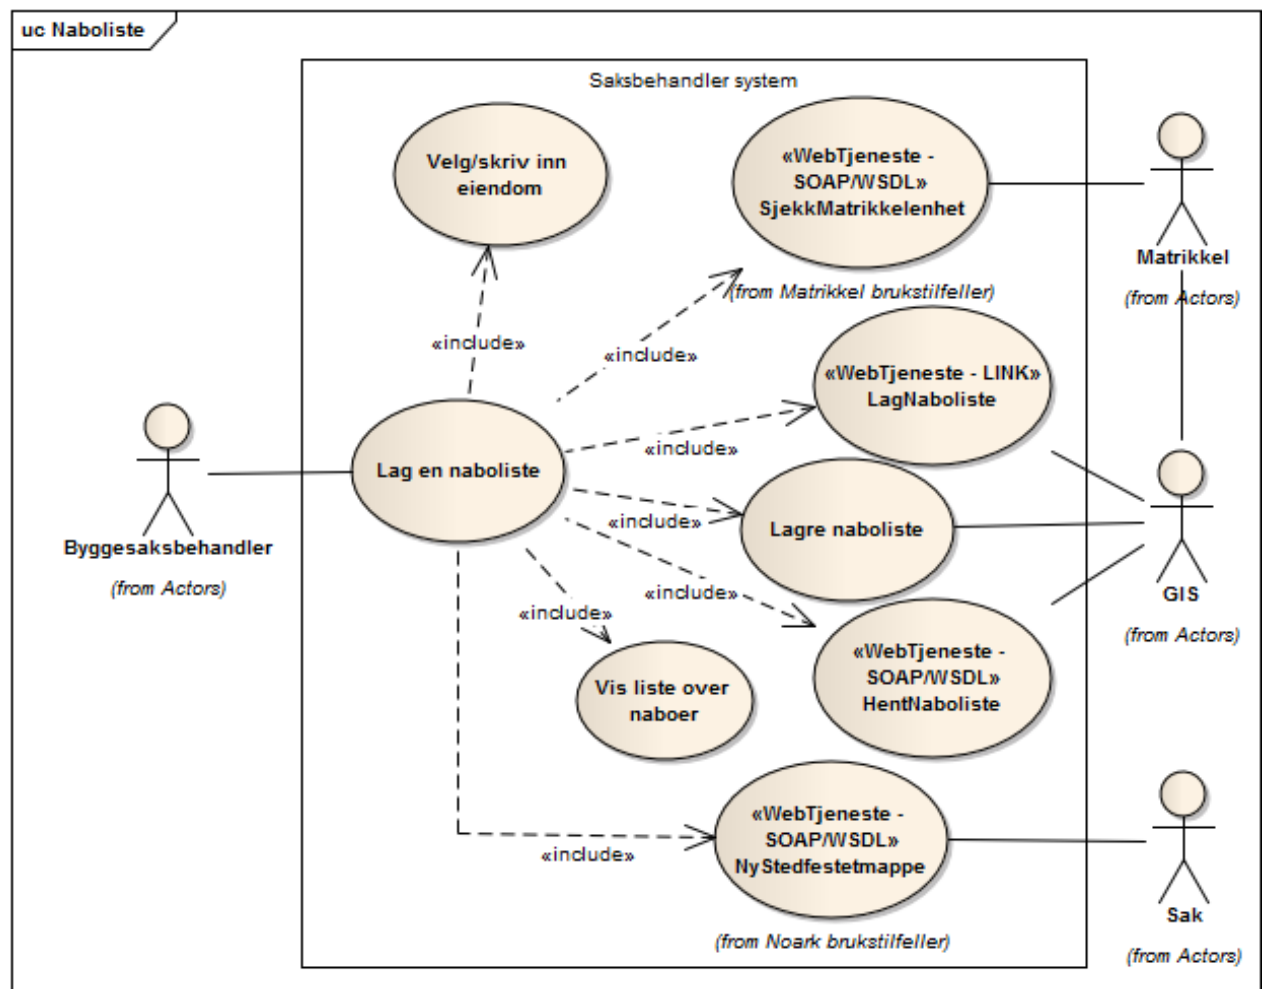 uc Naboliste
Saksbehandler system
Velg/skriv inn
eiendom
«WebTjeneste -
SOAP/WSDL»
SjekkMatrikkelenhet
(from Matrikkel brukstilfeller)
Matrikkel
(from Actors)
«include»
«include»
«WebTjeneste - LINK»
LagNaboliste
«include»
Lag en naboliste
Byggesaksbehandler
(from Actors)
«include»
Lagre naboliste
GIS
(from Actors)
«include»
«include»
«WebTjeneste -
SOAP/WSDL»
HentNaboliste
Vis liste over
naboer
«include»
«WebTjeneste -
SOAP/WSDL»
NyStedfestetmappe
(from Noark brukstilfeller)
Sak
(from Actors)